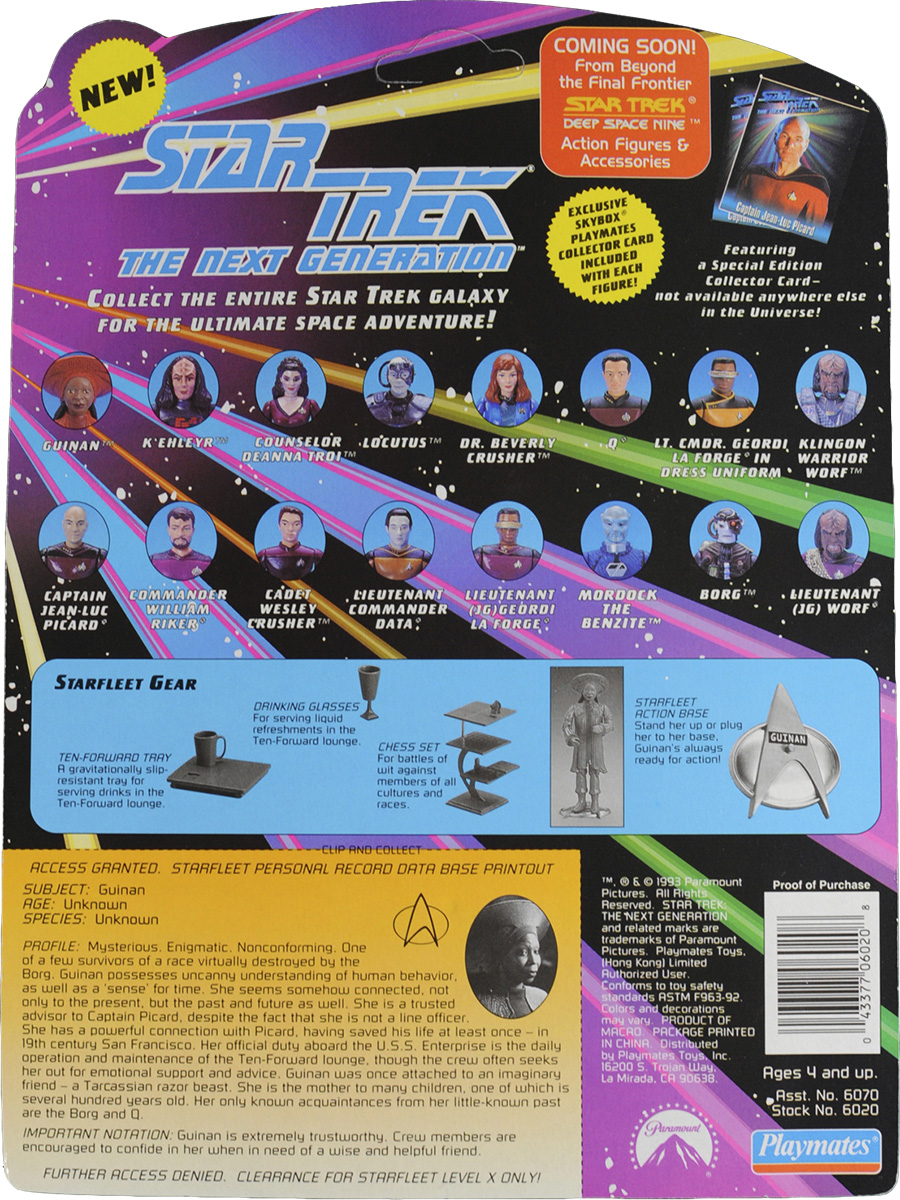 NEW!
STAR TREK®
THE NEXT GENERATION™
COLLECT THE ENTIRE STAR TREK GALAXY
FOR THE ULTIMATE SPACE ADVENTURE!
COMING SOON!
From Beyond
the Final Frontier
STAR TREK®
DEEP SPACE NINE™
Action Figures &
Accessories
EXCLUSIVE
SKYBOX®
PLAYMATES
COLLECTOR CARD
INCLUDED
WITH EACH
FIGURE!
Captain Jean-Luc Picard
Featuring
a Special Edition
Collector Card–
not available anywhere else
in the Universe!
GUINAN™
K'EHLEYR™
COUNSELOR
DEANNA TROI™
LOCUTUS™
DR. BEVERLY
CRUSHER™
Q®
LT. CMDR. GEORDI
LA FORGE® IN
DRESS UNIFORM
KLINGON
WARRIOR
WORF™
CAPTAIN
JEAN-LUC
PICARD®
COMMANDER
WILLIAM
RIKER®
CADET
WESLEY
CRUSHER™
LIEUTENANT
COMMANDER
DATA®
LIEUTENANT
(JG) GEORDI
LA FORGE®
MORDOCK
THE
BENZITE™
BORG™
LIEUTENANT
(JG) WORF®
STARFLEET GEAR
TEN-FORWARD TRAY
A gravitationally slip-
resistant tray for
serving drinks in the
Ten-Forward lounge.
DRINKING GLASSES
For serving liquid
refreshments in the
Ten-Forward lounge.
CHESS SET
For battles of
wit against
members of all
cultures and
races.
STARFLEET
ACTION BASE
Stand her up or plug
her to her base,
Guinan's always
ready for action!
GUINAN
CLIP AND COLLECT
ACCESS GRANTED. STARFLEET PERSONAL RECORD DATA BASE PRINTOUT
SUBJECT: Guinan
AGE: Unknown
SPECIES: Unknown
PROFILE: Mysterious. Enigmatic. Nonconforming. One
of a few survivors of a race virtually destroyed by the
Borg. Guinan possesses uncanny understanding of human behavior,
as well as a 'sense' for time. She seems somehow connected, not
only to the present, but the past and future as well. She is a trusted
advisor to Captain Picard, despite the fact that she is not a line officer.
She has a powerful connection with Picard, having saved his life at least once – in
19th century San Francisco. Her official duty aboard the U.S.S. Enterprise is the daily
operation and maintenance of the Ten-Forward lounge, though the crew often seeks
her out for emotional support and advice. Guinan was once attached to an imaginary
friend – a Tarcassian razor beast. She is the mother to many children, one of which is
several hundred years old. Her only known acquaintances from her little-known past
are the Borg and Q.
IMPORTANT NOTATION: Guinan is extremely trustworthy. Crew members are
encouraged to confide in her when in need of a wise and helpful friend.
FURTHER ACCESS DENIED. CLEARANCE FOR STARFLEET LEVEL X ONLY!
™, ® & © 1993 Paramount
Pictures. All Rights
Reserved. STAR TREK:
THE NEXT GENERATION
and related marks are
trademarks of Paramount
Pictures. Playmates Toys,
(Hong Kong) Limited
Authorized User.
Conforms to toy safety
standards ASTM F963-92.
Colors and decorations
may vary. PRODUCT OF
MACRO. PACKAGE PRINTED
IN CHINA. Distributed
by Playmates Toys, Inc.
16200 S. Trojan Way,
La Mirada, CA 90638.
Paramount
Proof of Purchase
0 43377 06020 8
Ages 4 and up.
Asst. No. 6070
Stock No. 6020
Playmates®